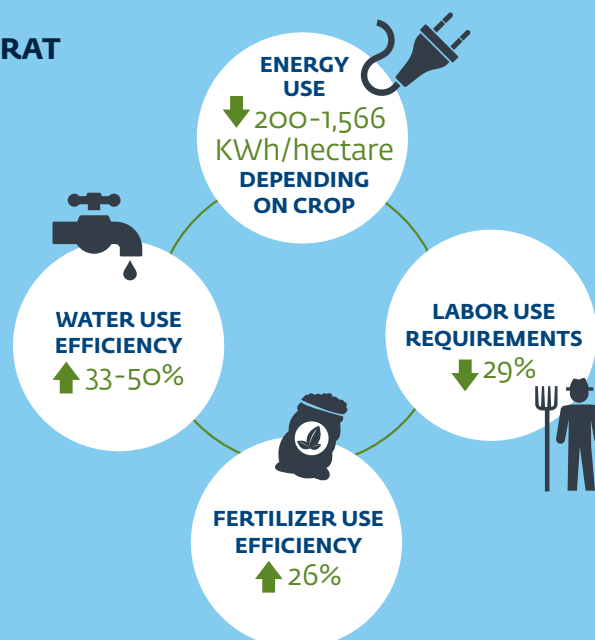 RAT
ENERGY
USE
200-1,566
KWh/hectare
DEPENDING
ON CROP
WATER USE
EFFICIENCY
33-50%
LABOR USE
REQUIREMENTS
29%
FERTILIZER USE
EFFICIENCY
26%